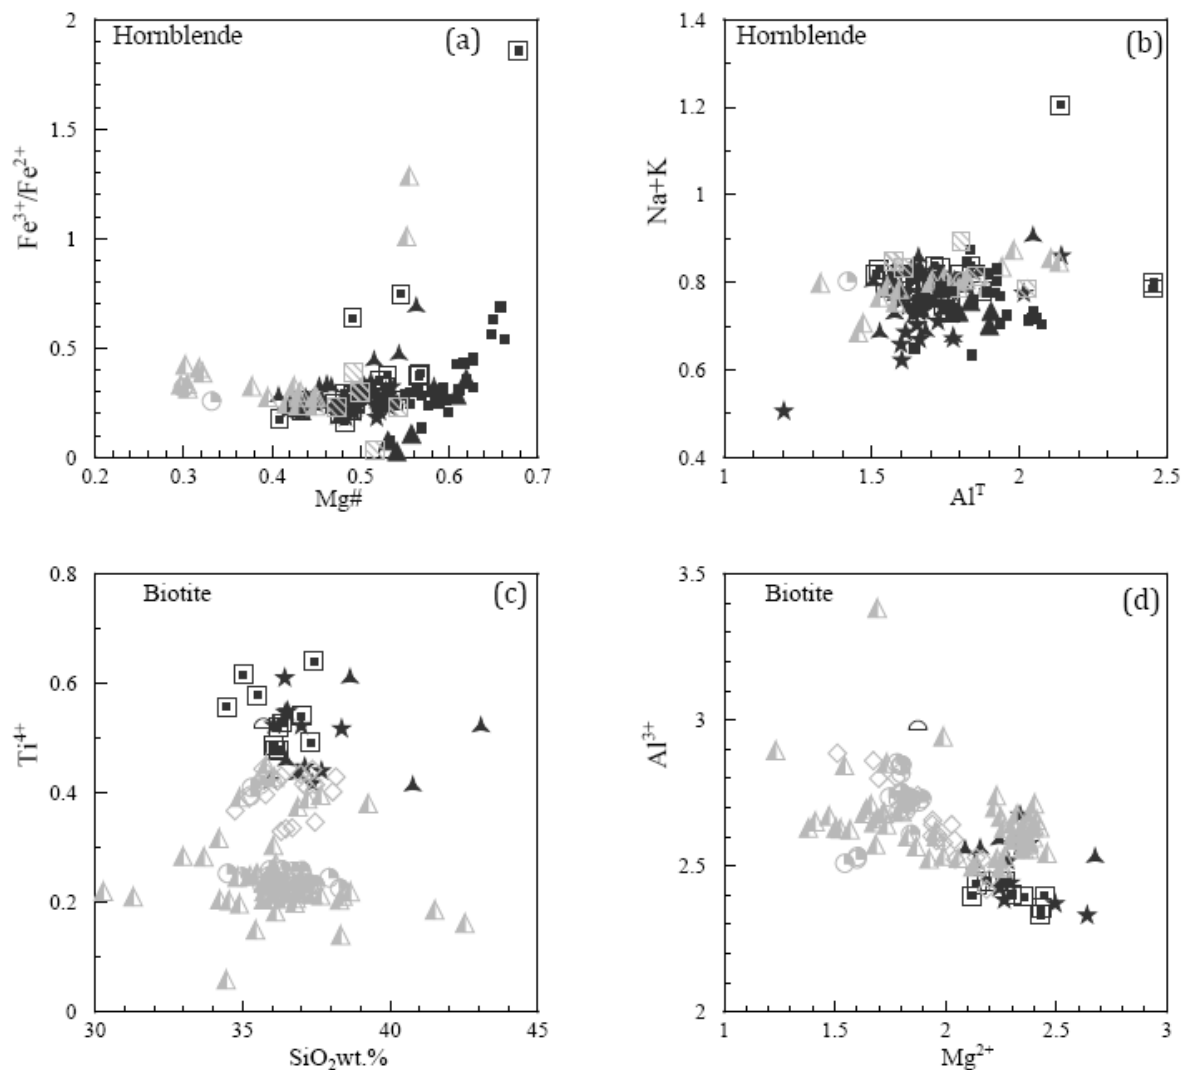 Hornblende
(a)
2
1.5
1
0.5
0
Fe³⁺/Fe²⁺
0.2 0.3 0.4 0.5 0.6 0.7
Mg#
Hornblende
(b)
1.4
1.2
1
0.8
0.6
0.4
Na+K
1 1.5 2 2.5
Alᵀ
Biotite
(c)
0.8
0.6
0.4
0.2
0
Ti⁴⁺
30 35 40 45
SiO₂wt.%
Biotite
(d)
3.5
3
2.5
2
Al³⁺
1 1.5 2 2.5 3
Mg²⁺